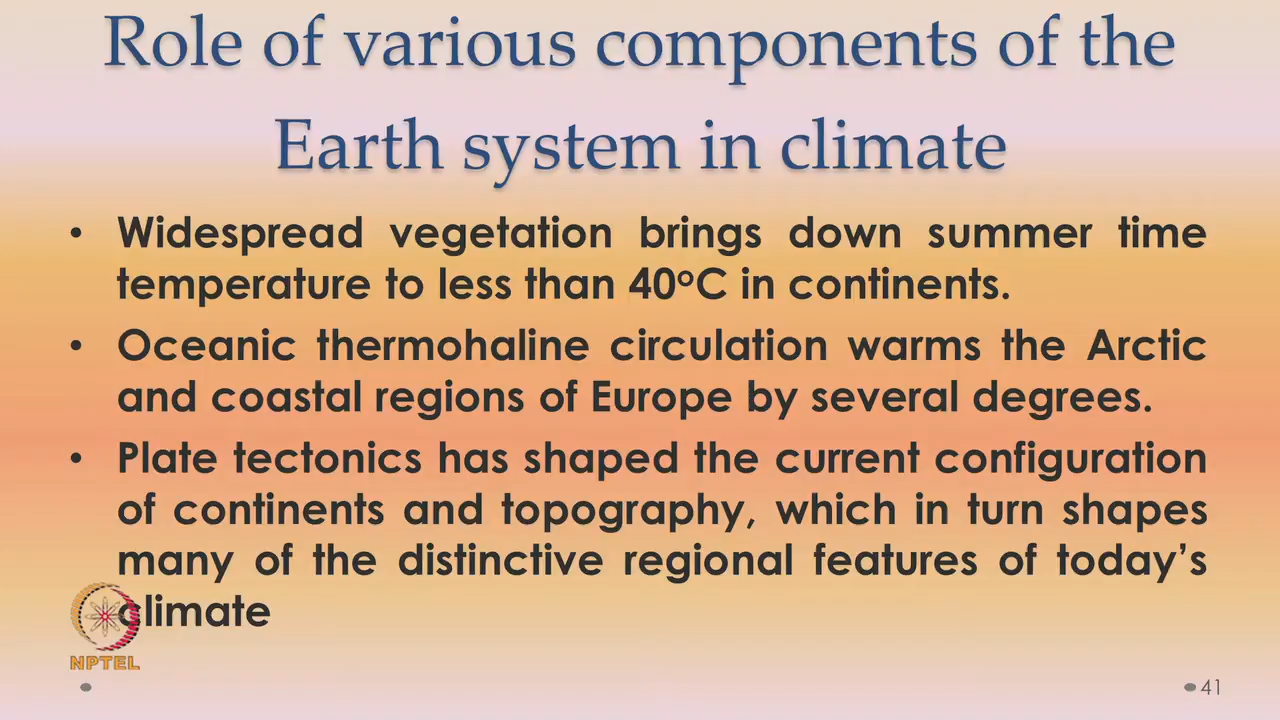 Role of various components of the
Earth system in climate
• Widespread vegetation brings down summer time
temperature to less than 40ºC in continents.
• Oceanic thermohaline circulation warms the Arctic
and coastal regions of Europe by several degrees.
• Plate tectonics has shaped the current configuration
of continents and topography, which in turn shapes
many of the distinctive regional features of today’s
climate
NPTEL
41